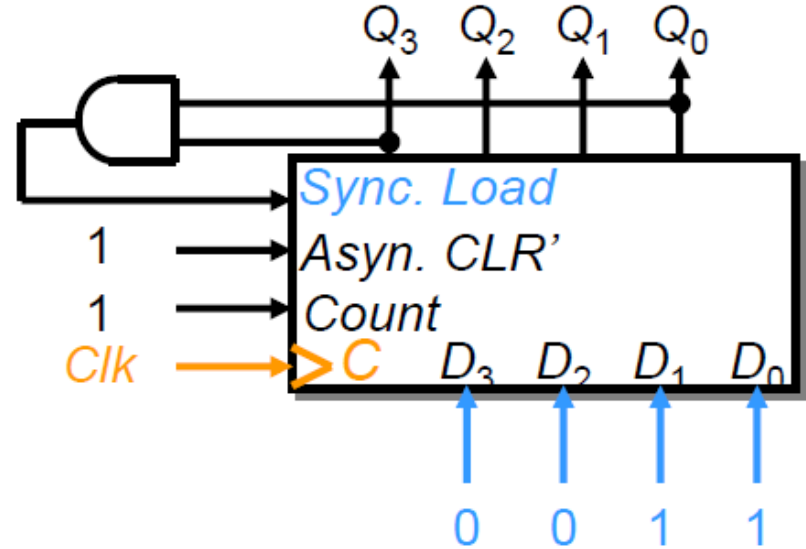 Q3 Q2 Q1 Q0
Sync. Load
1 Asyn. CLR’
1 Count
Clk C D3 D2 D1 D0
0 0 1 1